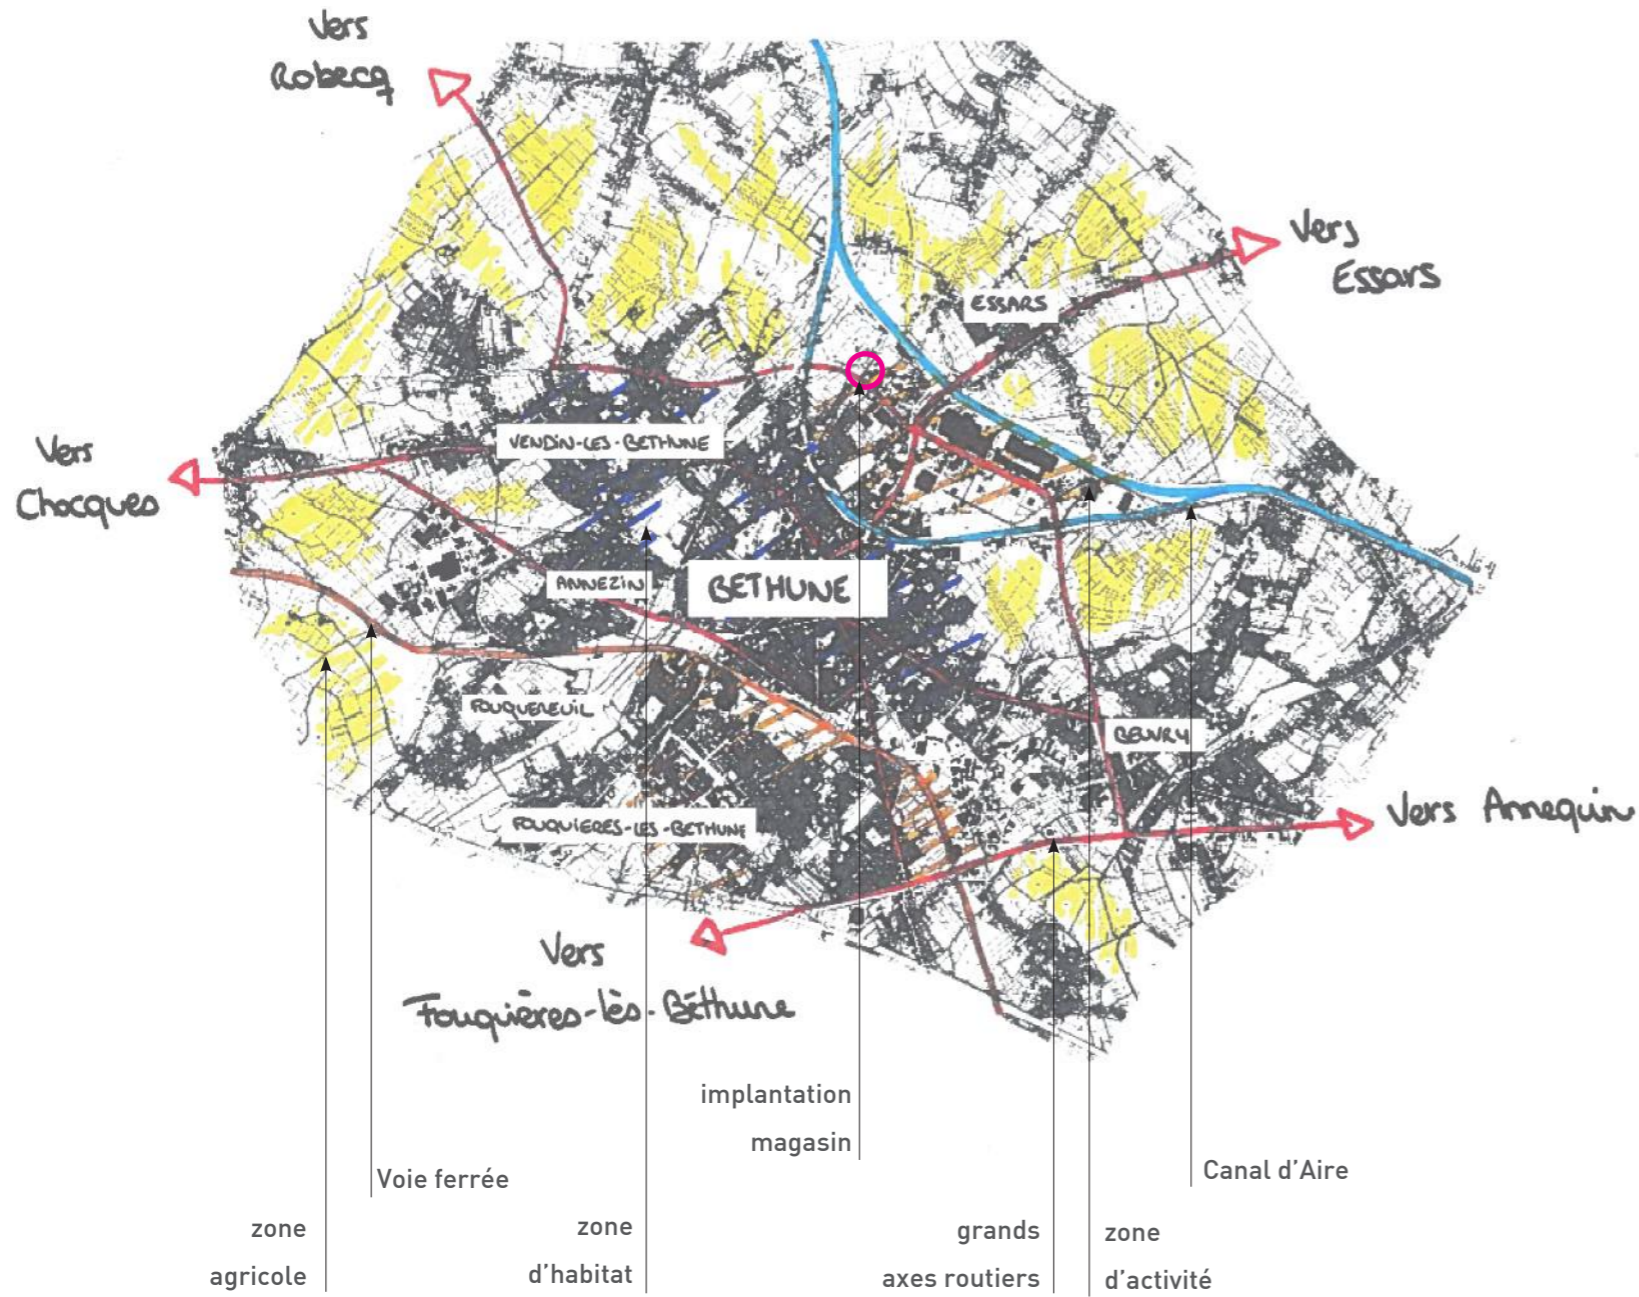 Vers
Robecq
Vers
Essars
ESSARS
Vers
Chocques
VENDIN-LES-BETHUNE
ANNEZIN
BETHUNE
FOUQUEREUIL
BEUVRY
FOUQUIERES-LES-BETHUNE
Vers Annequin
Vers
Fouquières-lès-Béthune
implantation
magasin
Voie ferrée
Canal d'Aire
zone
agricole
zone
d'habitat
grands
axes routiers
zone
d'activité